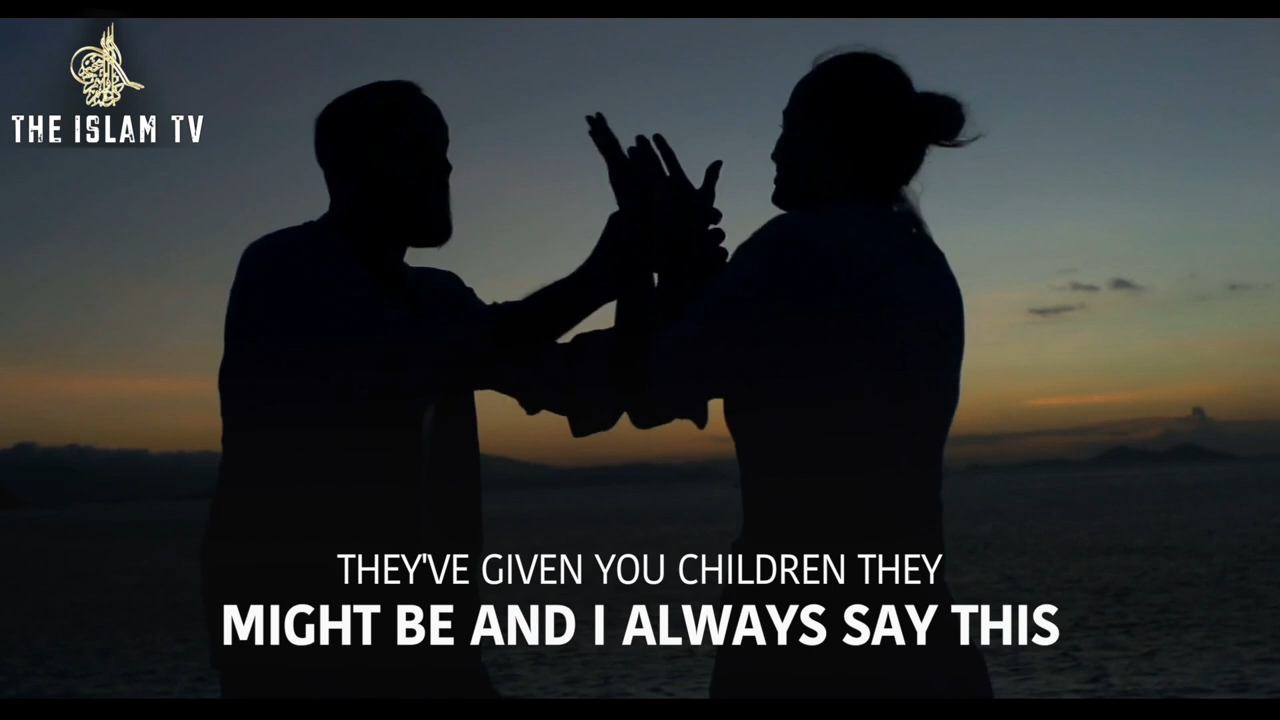 THE ISLAM TV
THEY'VE GIVEN YOU CHILDREN THEY
MIGHT BE AND I ALWAYS SAY THIS